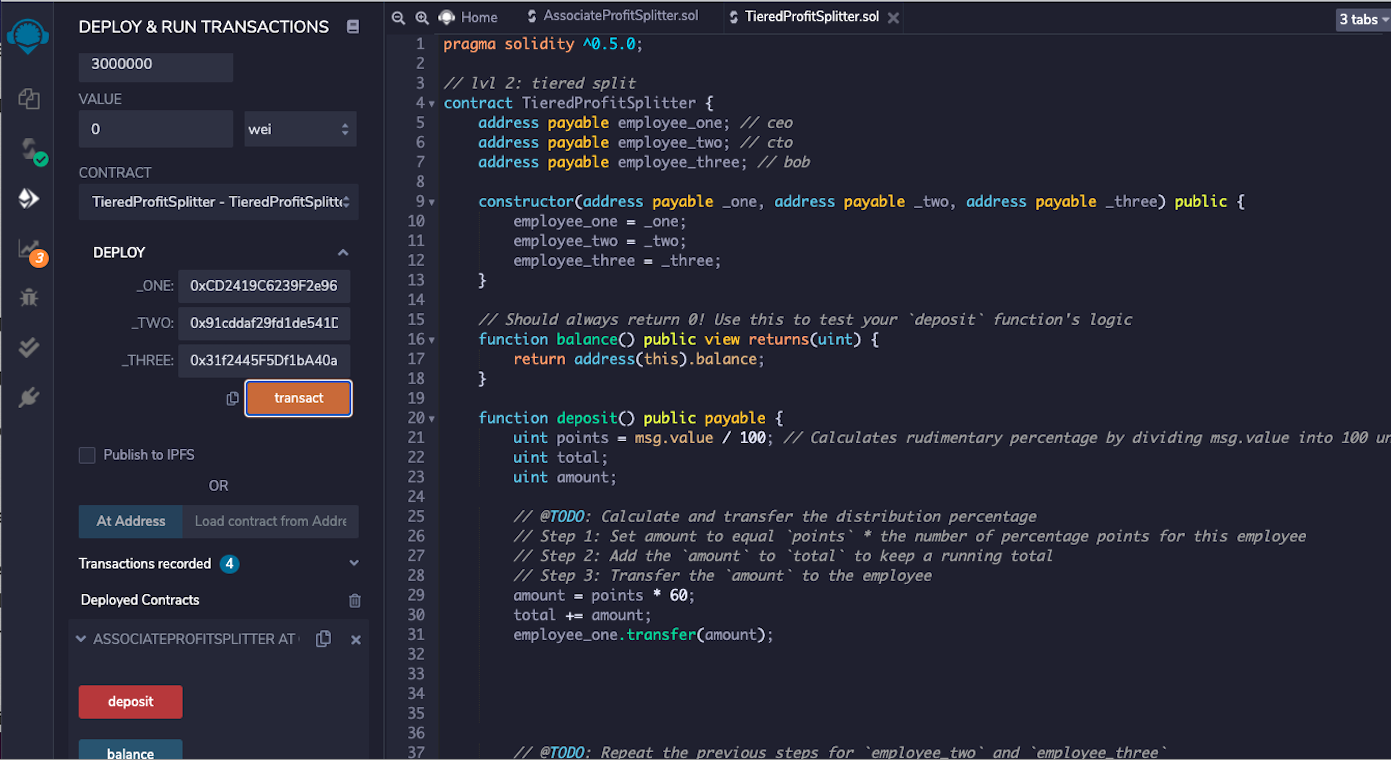 DEPLOY & RUN TRANSACTIONS
3000000
VALUE
0
wei
CONTRACT
TieredProfitSplitter - TieredProfitSplitt
DEPLOY
_ONE: 0xCD2419C6239F2e96
_TWO: 0x91cddaf29fd1de541D
_THREE: 0x31f2445F5Df1bA40a
transact
Publish to IPFS
OR
At Address
Load contract from Addre
Transactions recorded 4
Deployed Contracts
ASSOCIATEPROFITSPLITTER AT
deposit
balance
3
Home
AssociateProfitSplitter.sol
TieredProfitSplitter.sol
3 tabs
1 pragma solidity ^0.5.0;
2
3 // lvl 2: tiered split
4 contract TieredProfitSplitter {
5 address payable employee_one; // ceo
6 address payable employee_two; // cto
7 address payable employee_three; // bob
8
9 constructor(address payable _one, address payable _two, address payable _three) public {
10 employee_one = _one;
11 employee_two = _two;
12 employee_three = _three;
13 }
14
15 // Should always return 0! Use this to test your `deposit` function's logic
16 function balance() public view returns(uint) {
17 return address(this).balance;
18 }
19
20 function deposit() public payable {
21 uint points = msg.value / 100; // Calculates rudimentary percentage by dividing msg.value into 100 un
22 uint total;
23 uint amount;
24
25 // @TODO: Calculate and transfer the distribution percentage
26 // Step 1: Set amount to equal `points` * the number of percentage points for this employee
27 // Step 2: Add the `amount` to `total` to keep a running total
28 // Step 3: Transfer the `amount` to the employee
29 amount = points * 60;
30 total += amount;
31 employee_one.transfer(amount);
32
33
34
35
36
37 // @TODO: Repeat the previous steps for `employee_two` and `employee_three`